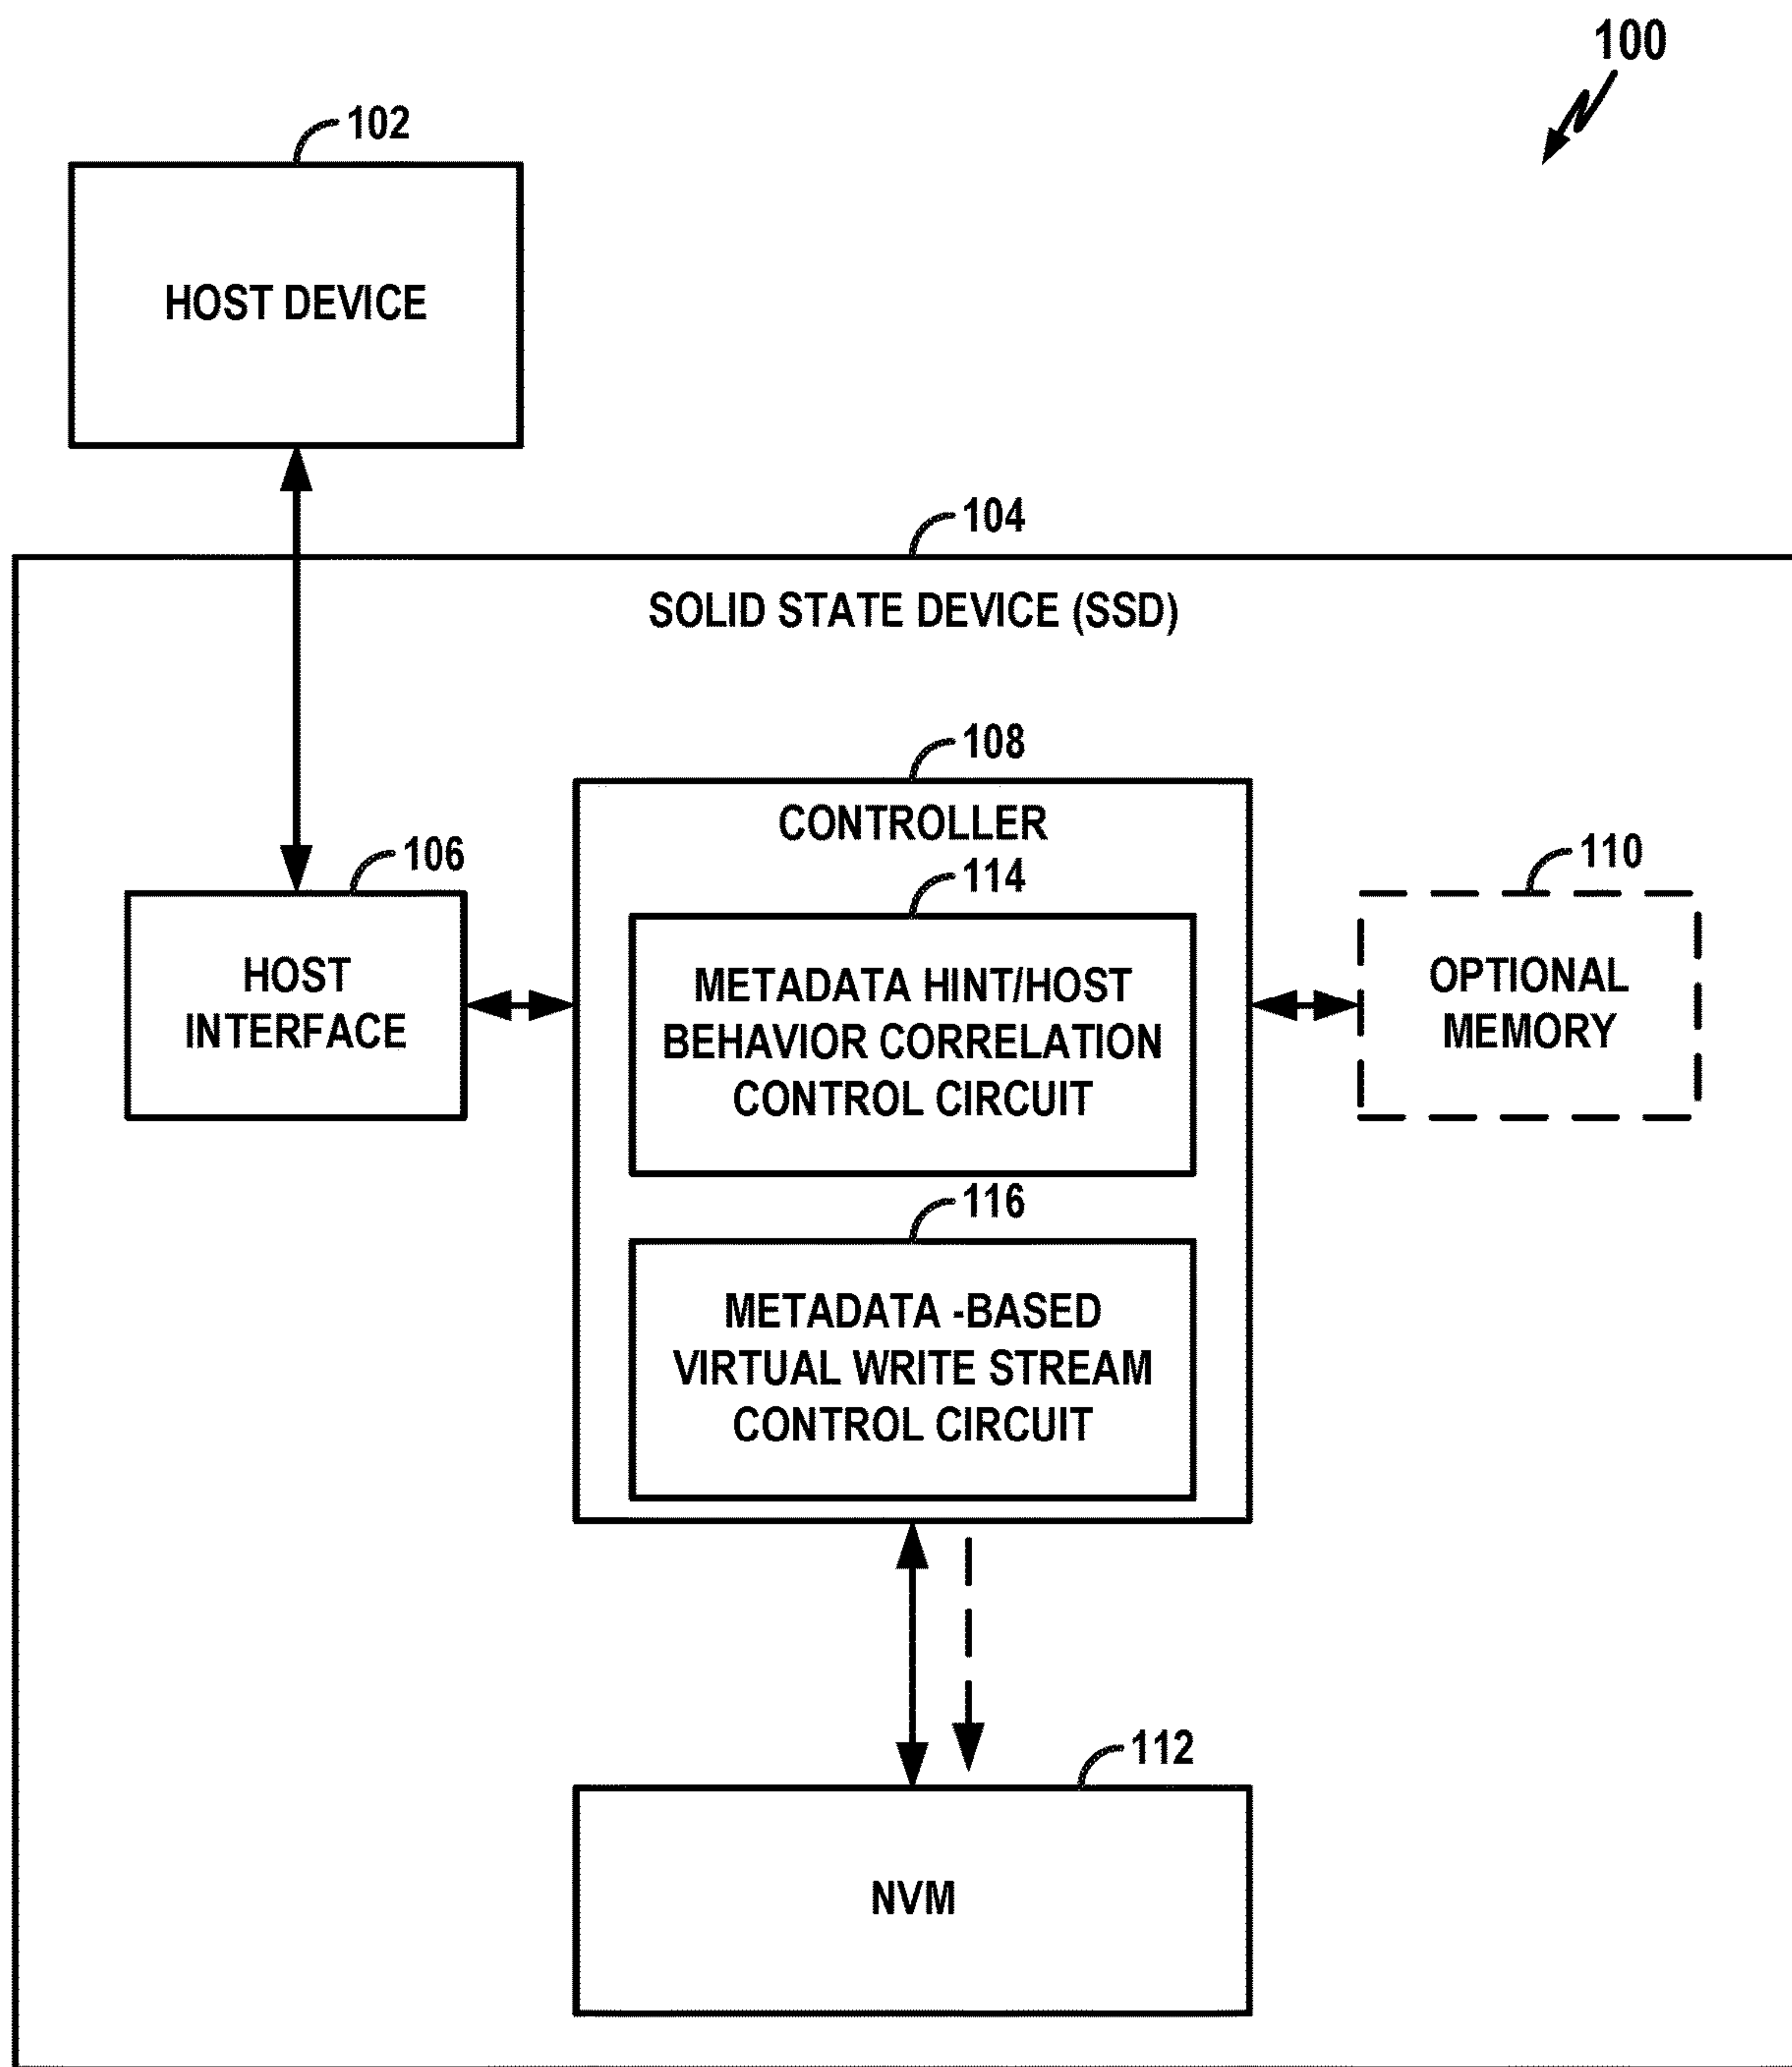 100
102
HOST DEVICE
104
SOLID STATE DEVICE (SSD)
108
CONTROLLER
106
HOST
INTERFACE
114
METADATA HINT/HOST
BEHAVIOR CORRELATION
CONTROL CIRCUIT
110
OPTIONAL
MEMORY
116
METADATA -BASED
VIRTUAL WRITE STREAM
CONTROL CIRCUIT
112
NVM